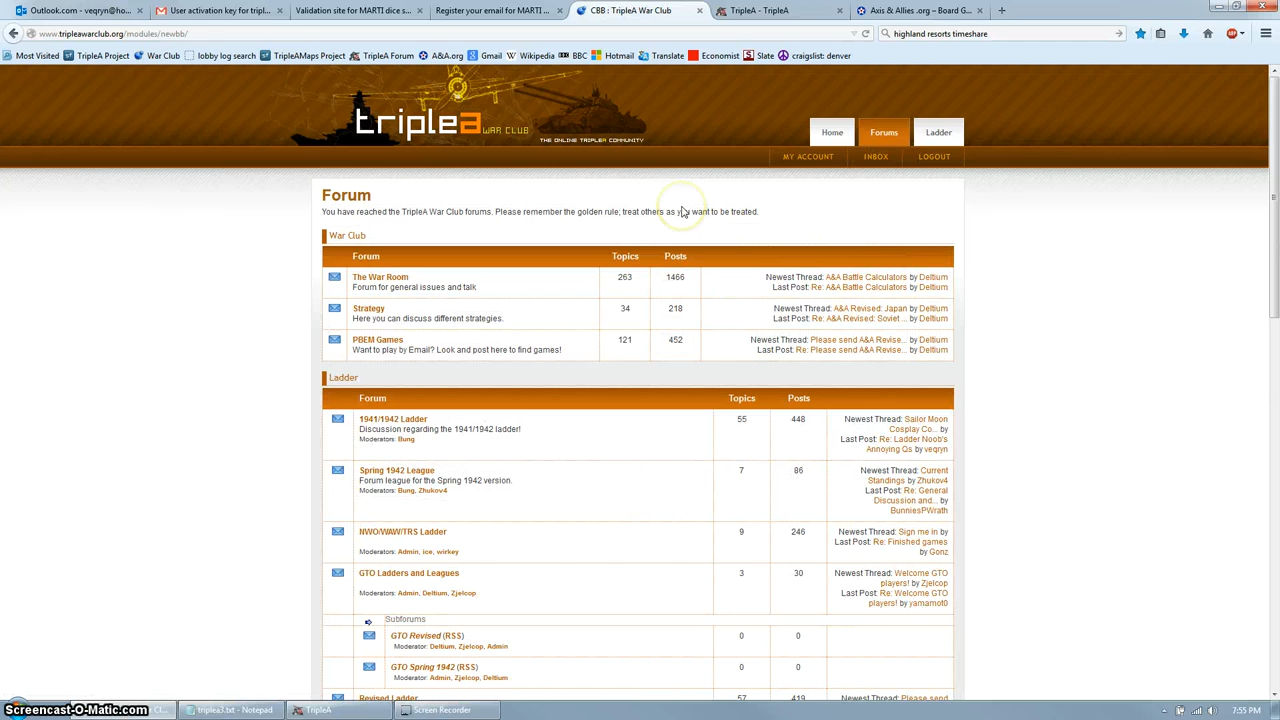 Outlook.com - veqryn@ho...
User activation key for tripl...
Validation site for MARTI dice s...
Register your email for MARTI ...
CBB : TripleA War Club
TripleA - TripleA
Axis & Allies .org – Board G...
www.tripleawarclub.org/modules/newbb/
highland resorts timeshare
Most Visited TripleA Project War Club lobby log search TripleAMaps Project TripleA Forum A&A.org Gmail Wikipedia BBC Hotmail Translate Economist Slate craigslist: denver
triplea WAR CLUB
THE ONLINE TRIPLEA COMMUNITY
Home Forums Ladder
MY ACCOUNT INBOX LOGOUT
Forum
You have reached the TripleA War Club forums. Please remember the golden rule; treat others as you want to be treated.
War Club
Forum Topics Posts
The War Room 263 1466 Newest Thread: A&A Battle Calculators by Deltium
Forum for general issues and talk Last Post: Re: A&A Battle Calculators by Deltium
Strategy 34 218 Newest Thread: A&A Revised: Japan by Deltium
Here you can discuss different strategies. Last Post: Re: A&A Revised: Soviet ... by Deltium
PBEM Games 121 452 Newest Thread: Please send A&A Revise... by Deltium
Want to play by Email? Look and post here to find games! Last Post: Re: Please send A&A Revise... by Deltium
Ladder
Forum Topics Posts
1941/1942 Ladder 55 448 Newest Thread: Sailor Moon
Discussion regarding the 1941/1942 ladder! Cosplay Co... by
Moderators: Bung Last Post: Re: Ladder Noob's
Annoying Qs by veqryn
Spring 1942 League 7 86 Newest Thread: Current
Forum league for the Spring 1942 version. Standings by Zhukov4
Moderators: Bung, Zhukov4 Last Post: Re: General
Discussion and... by
BunniesPWrath
NWO/WAW/TRS Ladder 9 246 Newest Thread: Sign me in by
Last Post: Re: Finished games
Moderators: Admin, ice, wirkey by Gonz
GTO Ladders and Leagues 3 30 Newest Thread: Welcome GTO
players! by Zjelcop
Moderators: Admin, Deltium, Zjelcop Last Post: Re: Welcome GTO
players! by yamamot0
Subforums
GTO Revised (RSS) 0 0
Moderator: Deltium, Zjelcop, Admin
GTO Spring 1942 (RSS) 0 0
Moderator: Admin, Zjelcop, Deltium
Revised Ladder 57 419 Newest Thread: Please send
Screencast-O-Matic.com
triplea3.txt - Notepad
TripleA
Screen Recorder
7:55 PM